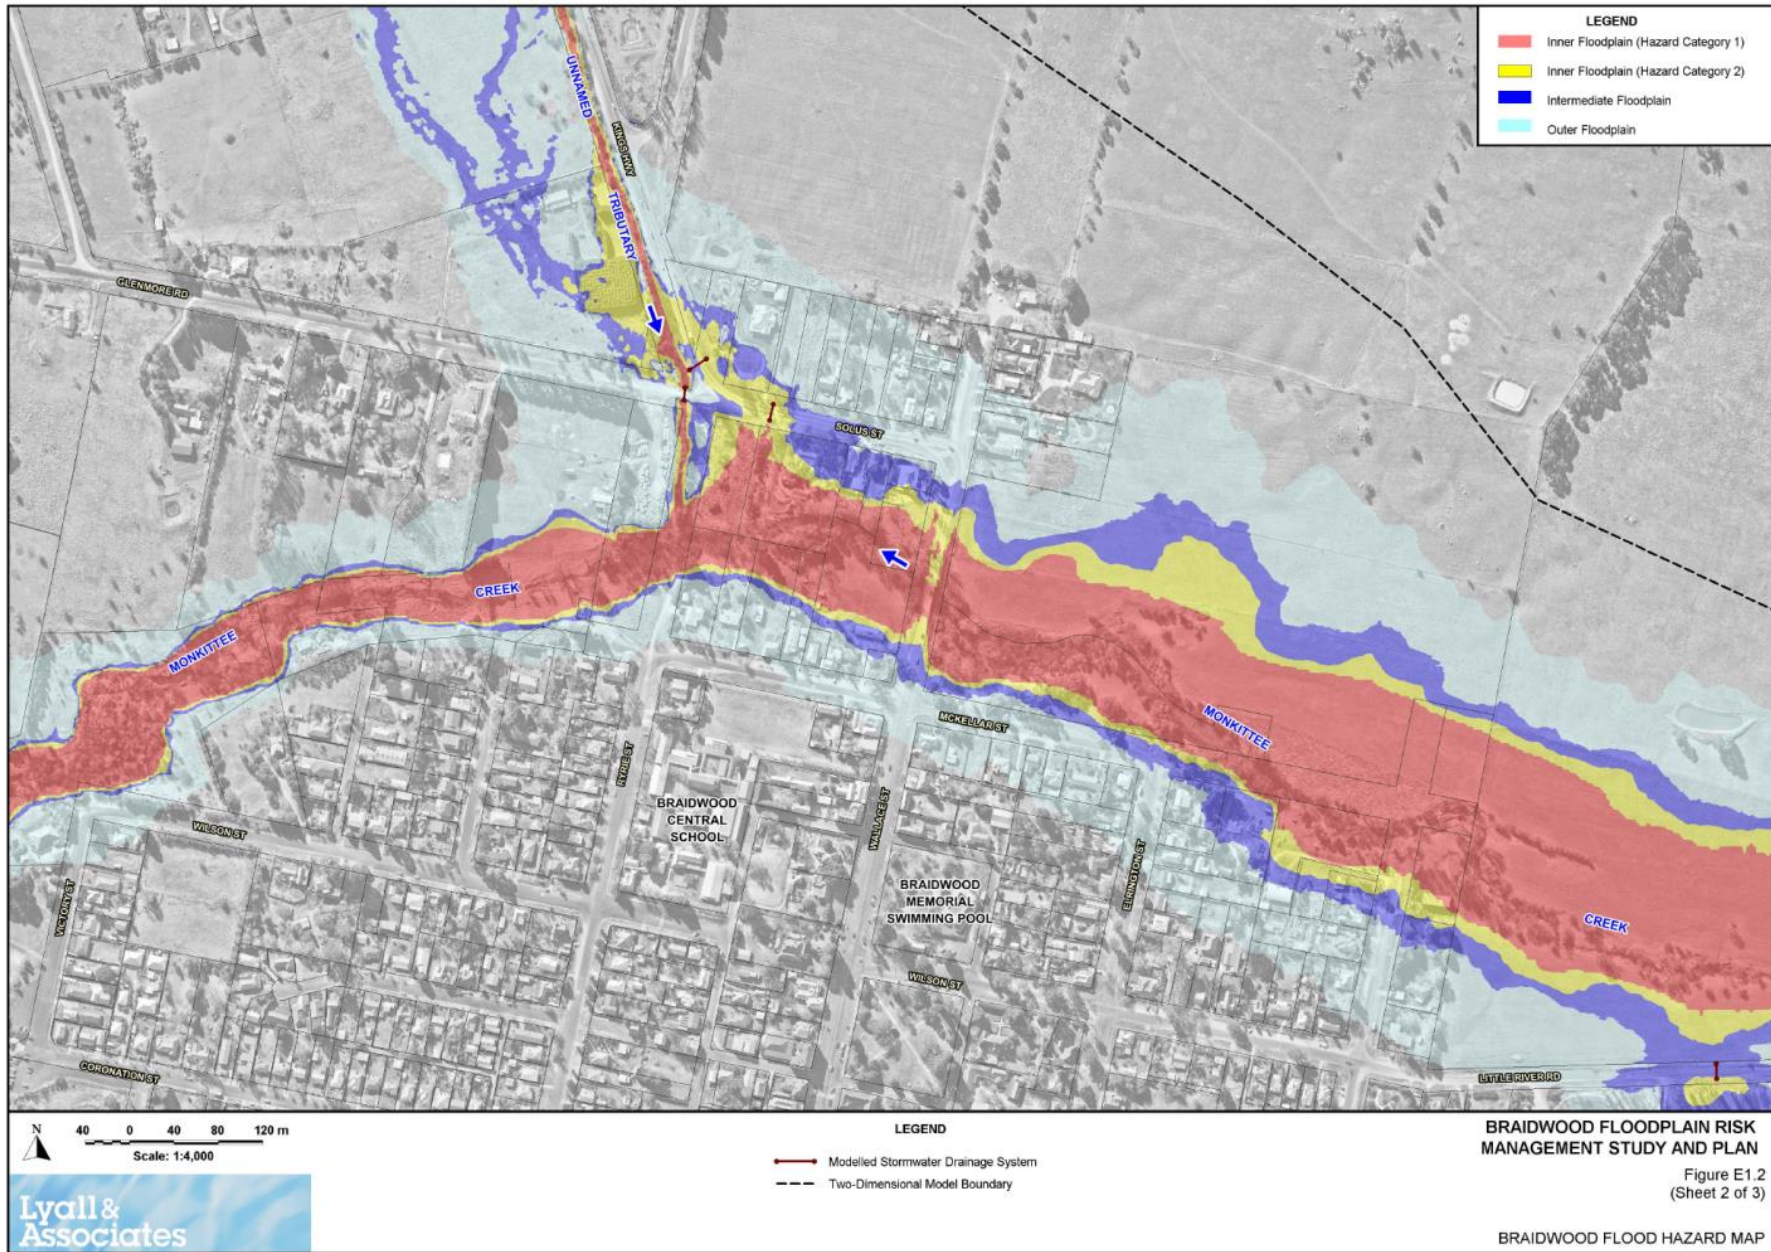 LEGEND
Inner Floodplain (Hazard Category 1)
Inner Floodplain (Hazard Category 2)
Intermediate Floodplain
Outer Floodplain
UNNAMED
KINGS HWY
TRIBUTARY
GLENMORE RD
SOLUS ST
CREEK
MONKITTEE
MONKITTEE
MCKELLAR ST
RYRIE ST
BRAIDWOOD
CENTRAL
SCHOOL
WALLACE ST
WILSON ST
VICTORY ST
ELRINGTON ST
BRAIDWOOD
MEMORIAL
SWIMMING POOL
CREEK
WILSON ST
CORONATION ST
LITTLE RIVER RD
N
40 0 40 80 120 m
Scale: 1:4,000
Lyall &
Associates
LEGEND
Modelled Stormwater Drainage System
Two-Dimensional Model Boundary
BRAIDWOOD FLOODPLAIN RISK
MANAGEMENT STUDY AND PLAN
Figure E1.2
(Sheet 2 of 3)
BRAIDWOOD FLOOD HAZARD MAP